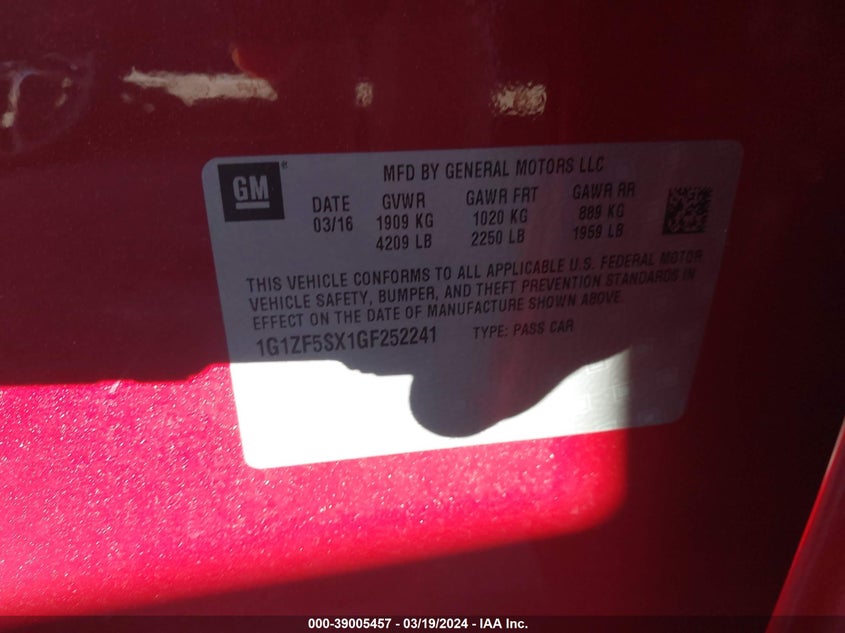 GM ®
MFD BY GENERAL MOTORS LLC
DATE GVWR GAWR FRT GAWR RR
03/16 1909 KG 1020 KG 889 KG
4209 LB 2250 LB 1959 LB
THIS VEHICLE CONFORMS TO ALL APPLICABLE U.S. FEDERAL MOTOR
VEHICLE SAFETY, BUMPER, AND THEFT PREVENTION STANDARDS IN
EFFECT ON THE DATE OF MANUFACTURE SHOWN ABOVE.
1G1ZF5SX1GF252241 TYPE: PASS CAR
000-39005457 - 03/19/2024 - IAA Inc.